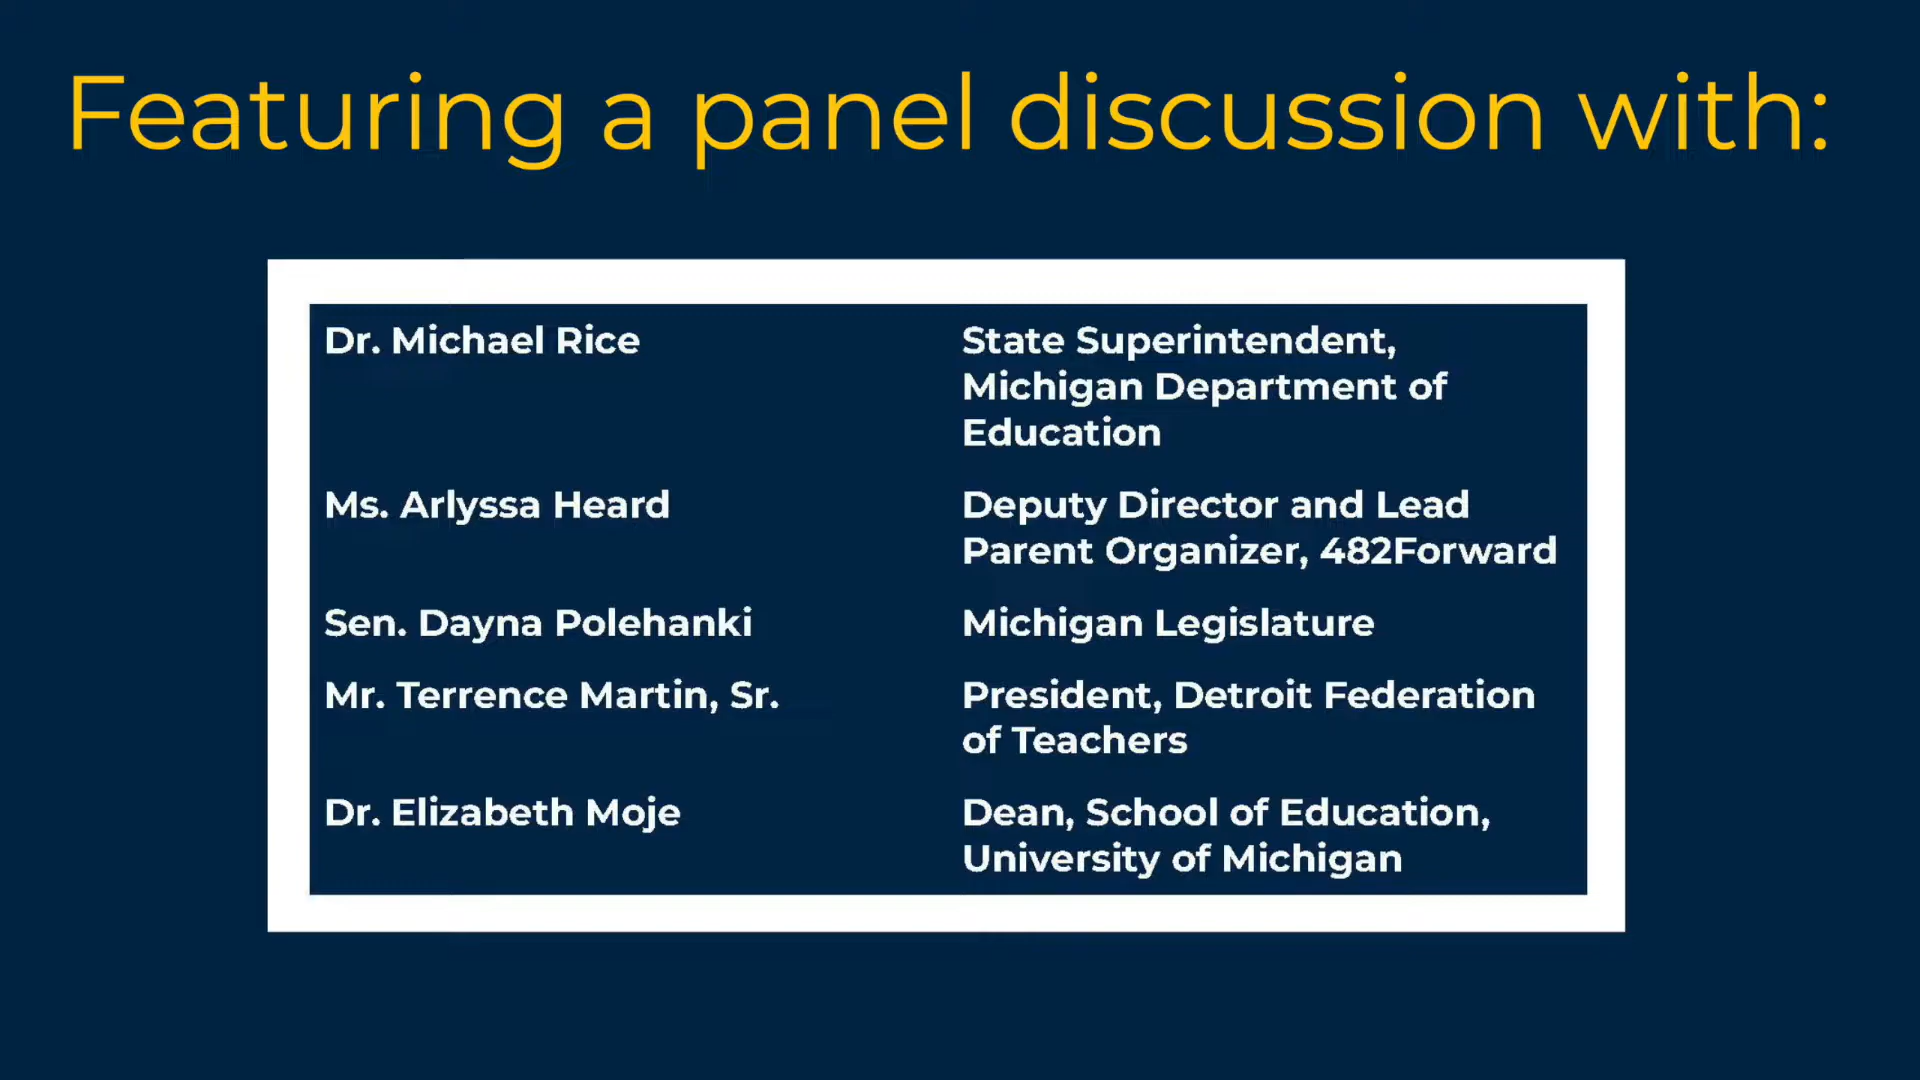 Featuring a panel discussion with:
Dr. Michael Rice
State Superintendent,
Michigan Department of
Education
Ms. Arlyssa Heard
Deputy Director and Lead
Parent Organizer, 482Forward
Sen. Dayna Polehanki
Michigan Legislature
Mr. Terrence Martin, Sr.
President, Detroit Federation
of Teachers
Dr. Elizabeth Moje
Dean, School of Education,
University of Michigan